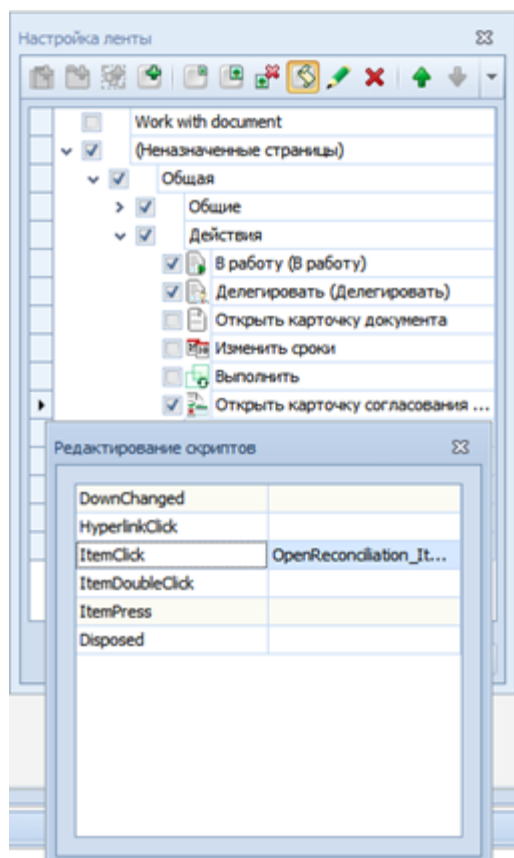 Настройка ленты
Work with document
(Неназначенные страницы)
Общая
Общие
Действия
В работу (В работу)
Делегировать (Делегировать)
Открыть карточку документа
Изменить сроки
Выполнить
Открыть карточку согласования ...
Редактирование скриптов
DownChanged
HyperlinkClick
ItemClick OpenReconciliation_It...
ItemDoubleClick
ItemPress
Disposed